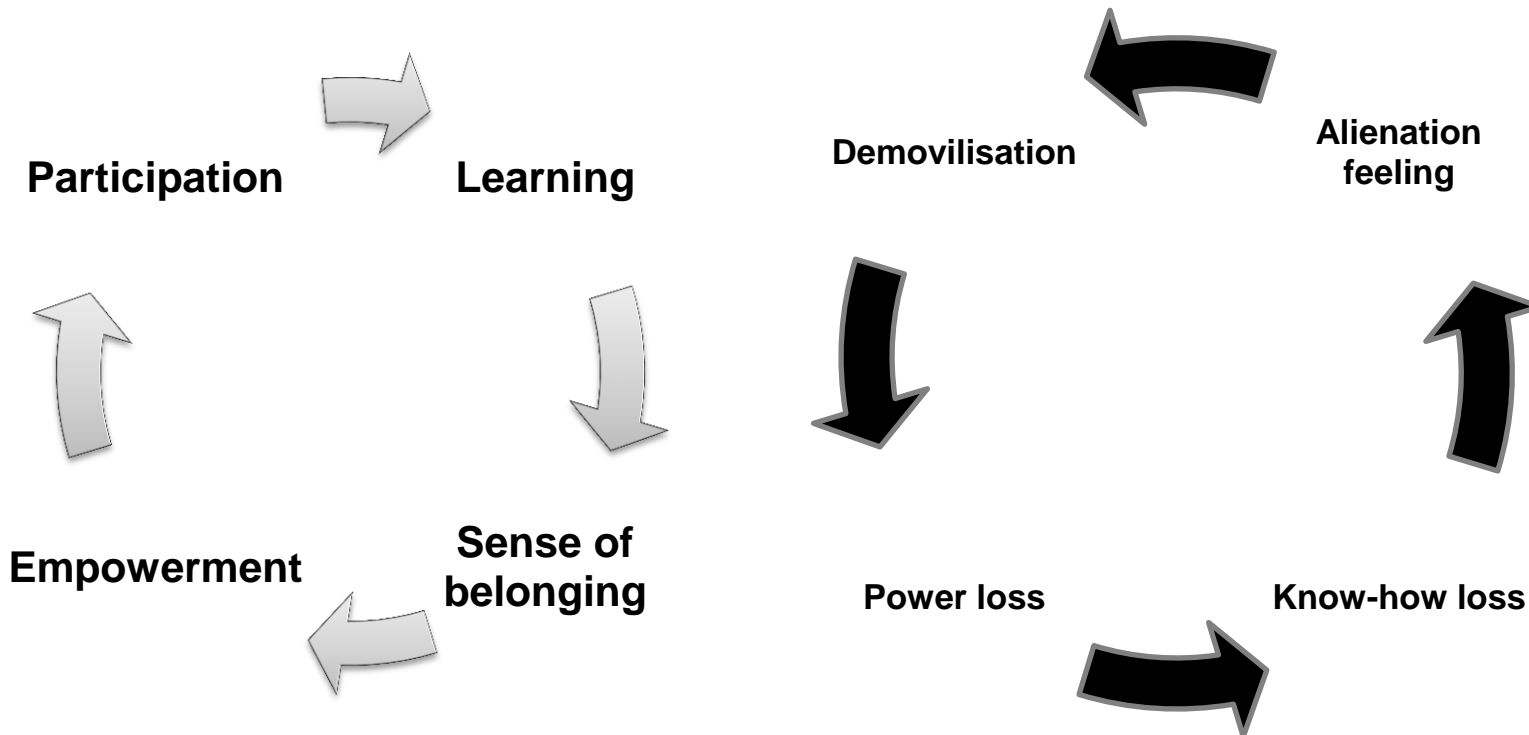 Participation
Learning
Sense of
belonging
Empowerment
Demovilisation
Alienation
feeling
Power loss
Know-how loss